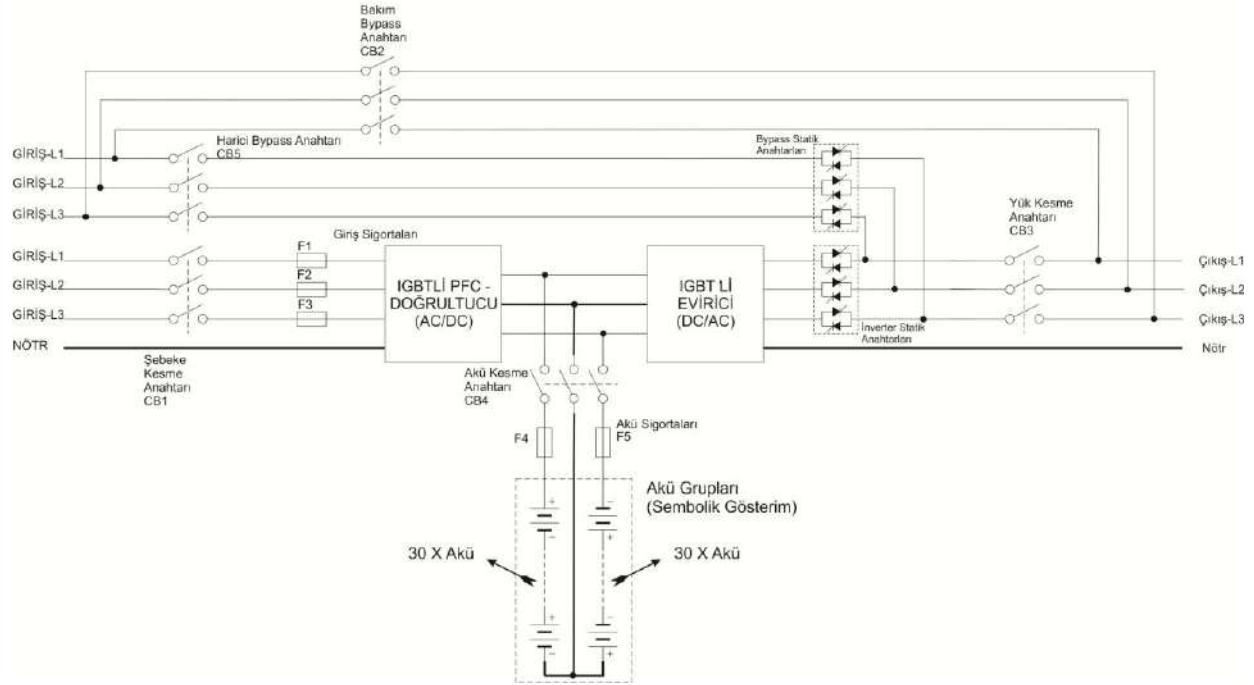 Bakım
Bypass
Anahtarı
CB2
Harici Bypass Anahtarı
CB5
Bypass Statik
Anahtarları
GİRİŞ-L1
GİRİŞ-L2
GİRİŞ-L3
Yük Kesme
Anahtarı
CB3
Giriş Sigortaları
GİRİŞ-L1
GİRİŞ-L2
GİRİŞ-L3
NÖTR
F1
F2
F3
IGBTLİ PFC -
DOĞRULTUCU
(AC/DC)
IGBT'Lİ
EVİRİCİ
(DC/AC)
İnverter Statik
Anahtarları
Çıkış-L1
Çıkış-L2
Çıkış-L3
Nötr
Şebeke
Kesme
Anahtarı
CB1
Akü Kesme
Anahtarı
CB4
F4
Akü Sigortaları
F5
Akü Grupları
(Sembolik Gösterim)
+
-
-
+
30 X Akü
30 X Akü
+
-
-
+